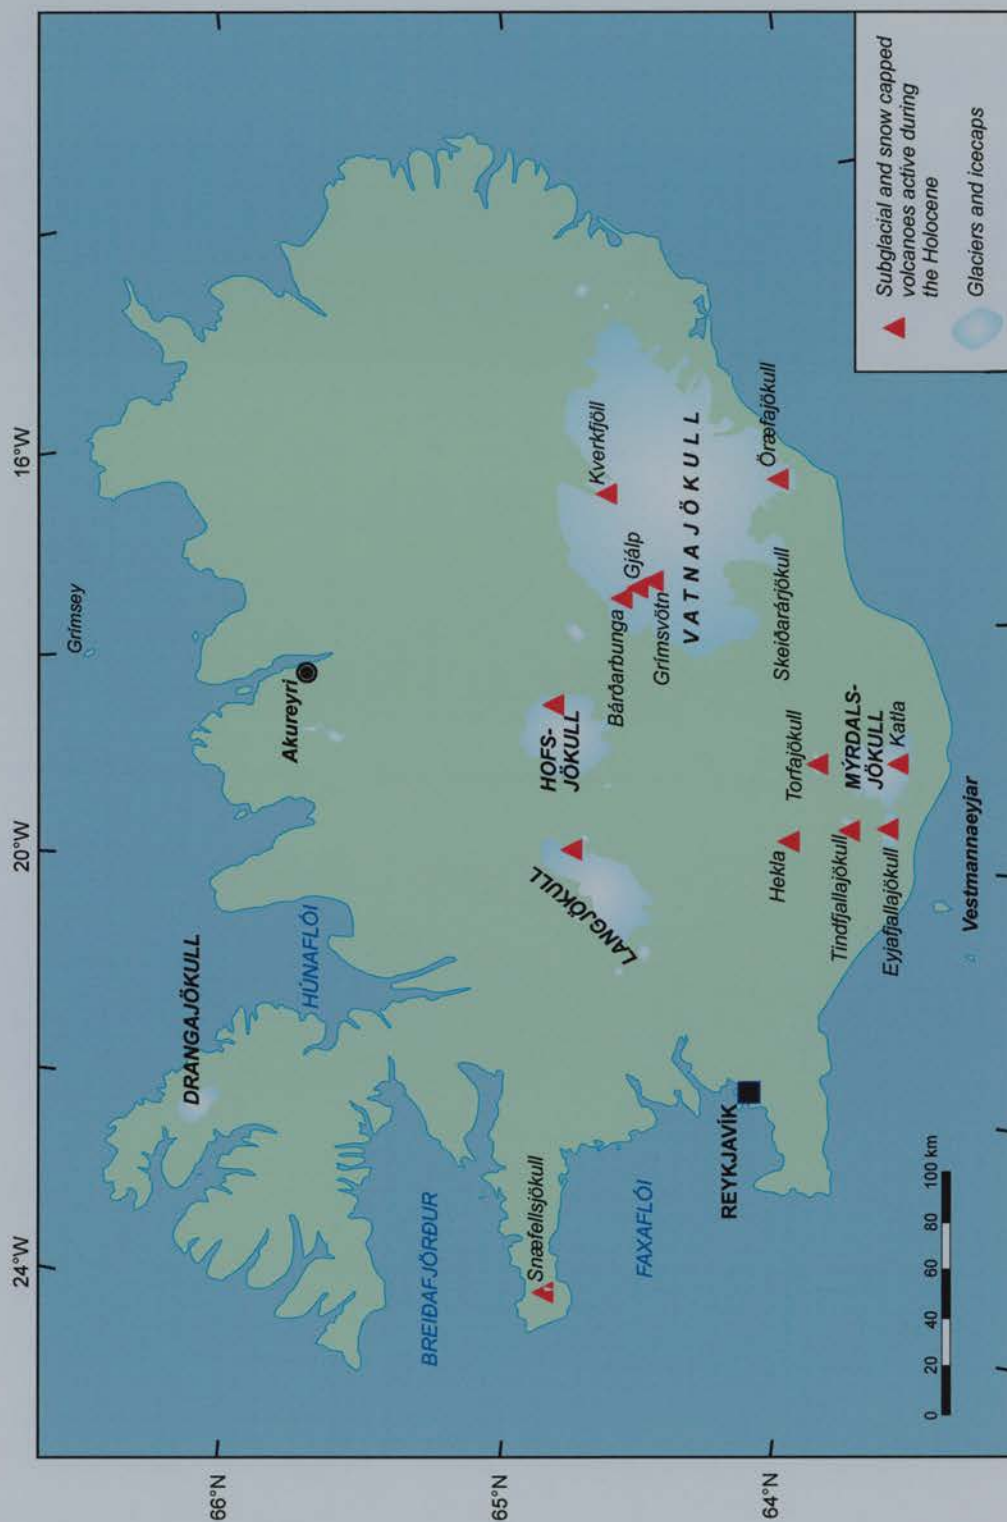 16°W
20°W
24°W
66°N
65°N
64°N
Grímsey
DRANGAJÖKULL
HÚNAFLÓI
Akureyri
BREIÐAFJÖRÐUR
Snæfellsjökull
FAXAFLÓI
REYKJAVÍK
LANGJÖKULL
HOFS-
JÖKULL
Bárðarbunga
Gjálp
Grímsvötn
Kverkfjöll
VATNAJÖKULL
Skeiðarárjökull
Öræfajökull
Hekla
Torfajökull
Tindfjallajökull
MÝRDALS-
JÖKULL
Katla
Eyjafjallajökull
Vestmannaeyjar
0 20 40 60 80 100 km
Subglacial and snow capped
volcanoes active during
the Holocene
Glaciers and icecaps